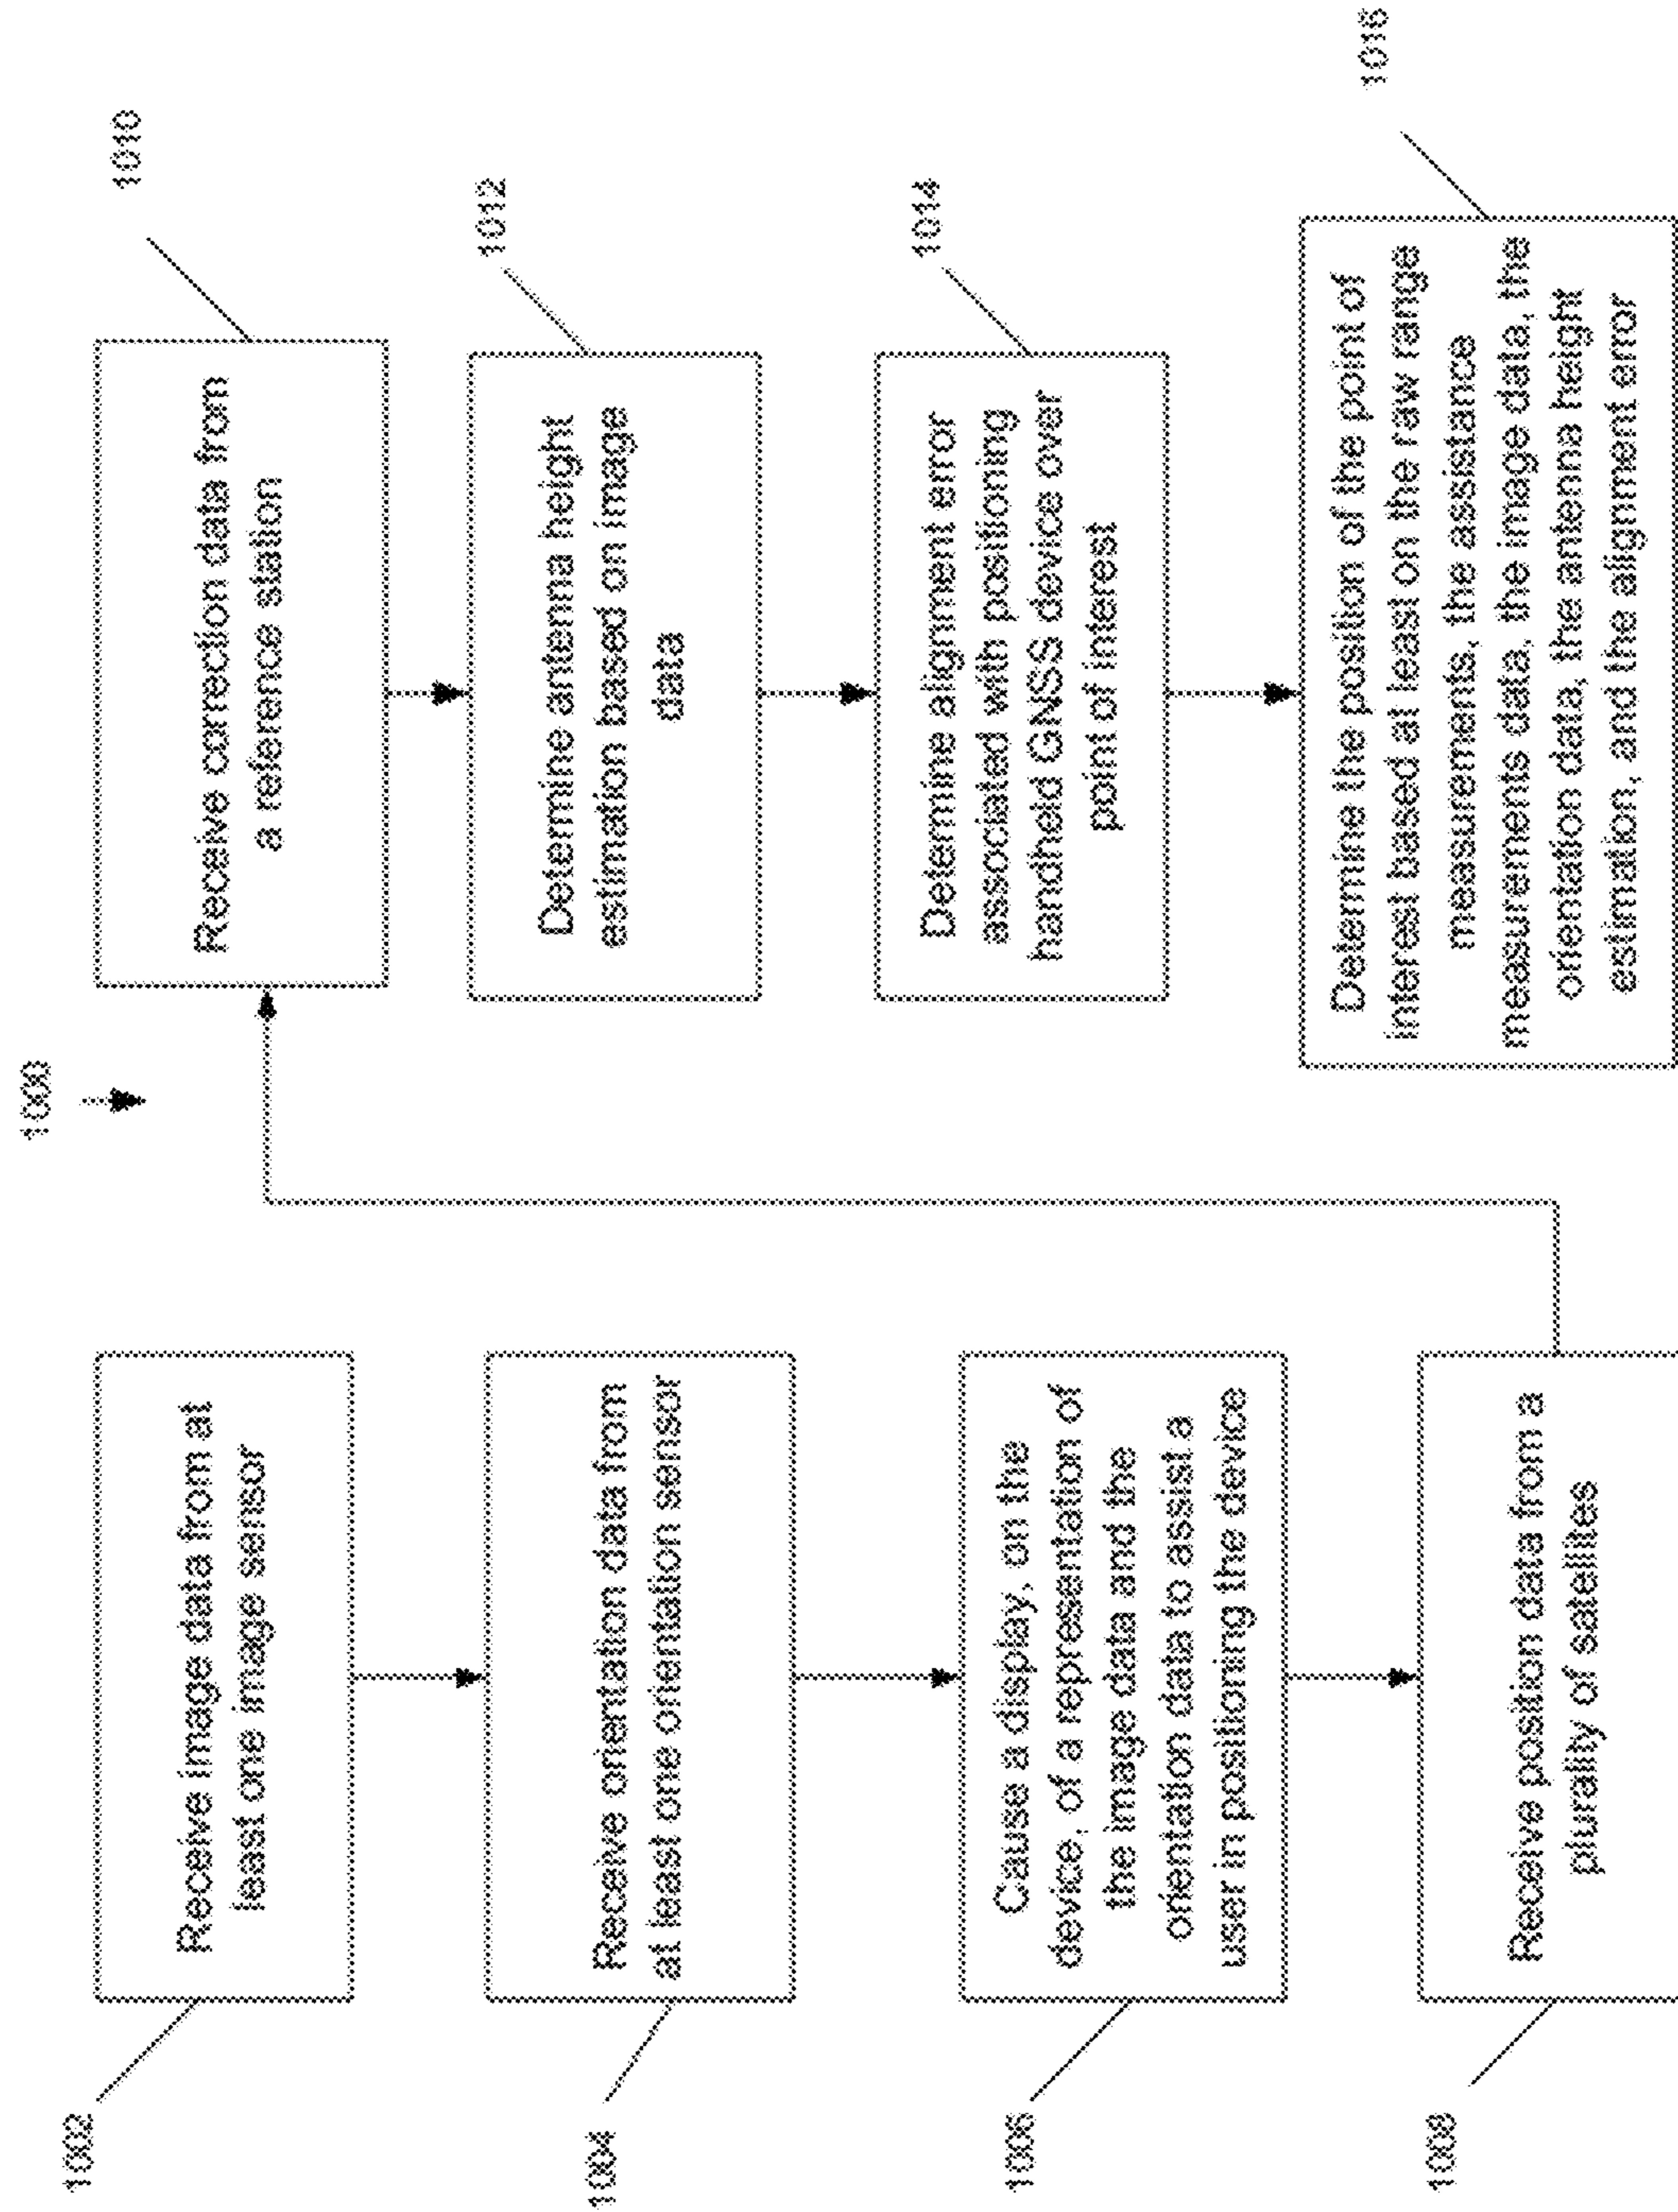 1000
1002
Receive image data from at
least one image sensor
1004
Receive orientation data from
at least one orientation sensor
1006
Cause a display, on the
device, of a representation of
the image data and the
orientation data to assist a
user in positioning the device
1008
Receive position data from a
plurality of satellites
1010
Receive correction data from
a reference station
1012
Determine antenna height
estimation based on image
data
1014
Determine alignment error
associated with positioning
handheld GNSS device over
point of interest
1016
Determine the position of the point of
interest based at least on the raw range
measurements, the assistance
measurements data, the image data, the
orientation data, the antenna height
estimation, and the alignment error